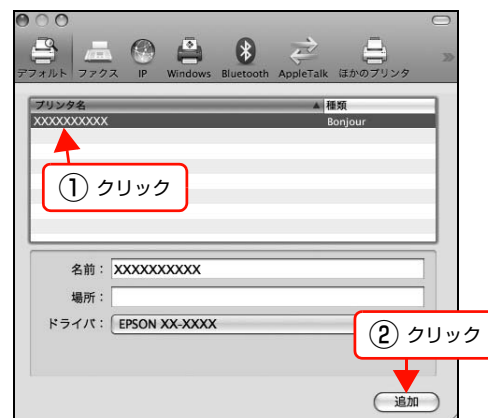 デフォルト ファクス IP Windows Bluetooth AppleTalk ほかのプリンタ
プリンタ名 種類
XXXXXXXXXX Bonjour
① クリック
名前： XXXXXXXXXX
場所：
ドライバ： EPSON XX-XXXX
② クリック
追加